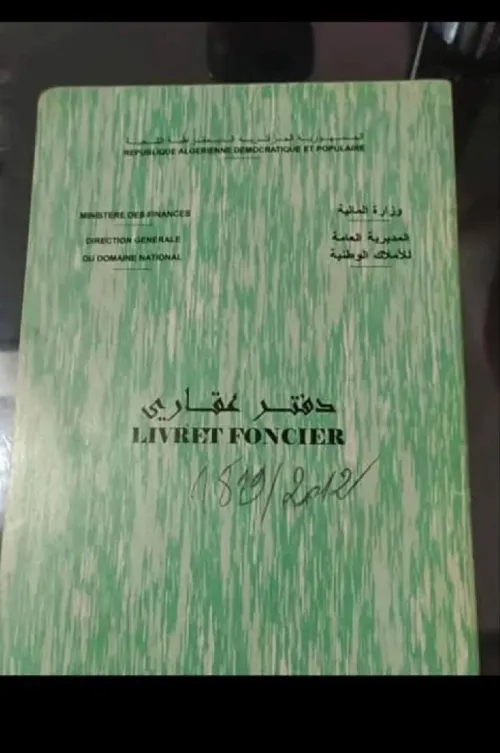 الجمهورية الجزائرية الديمقراطية الشعبية
REPUBLIQUE ALGERIENNE DEMOCRATIQUE ET POPULAIRE
MINISTERE DES FINANCES
DIRECTION GENERALE
DU DOMAINE NATIONAL
وزارة المالية
المديرية العامة
للأملاك الوطنية
دفتر عقاري
LIVRET FONCIER
1819/2012